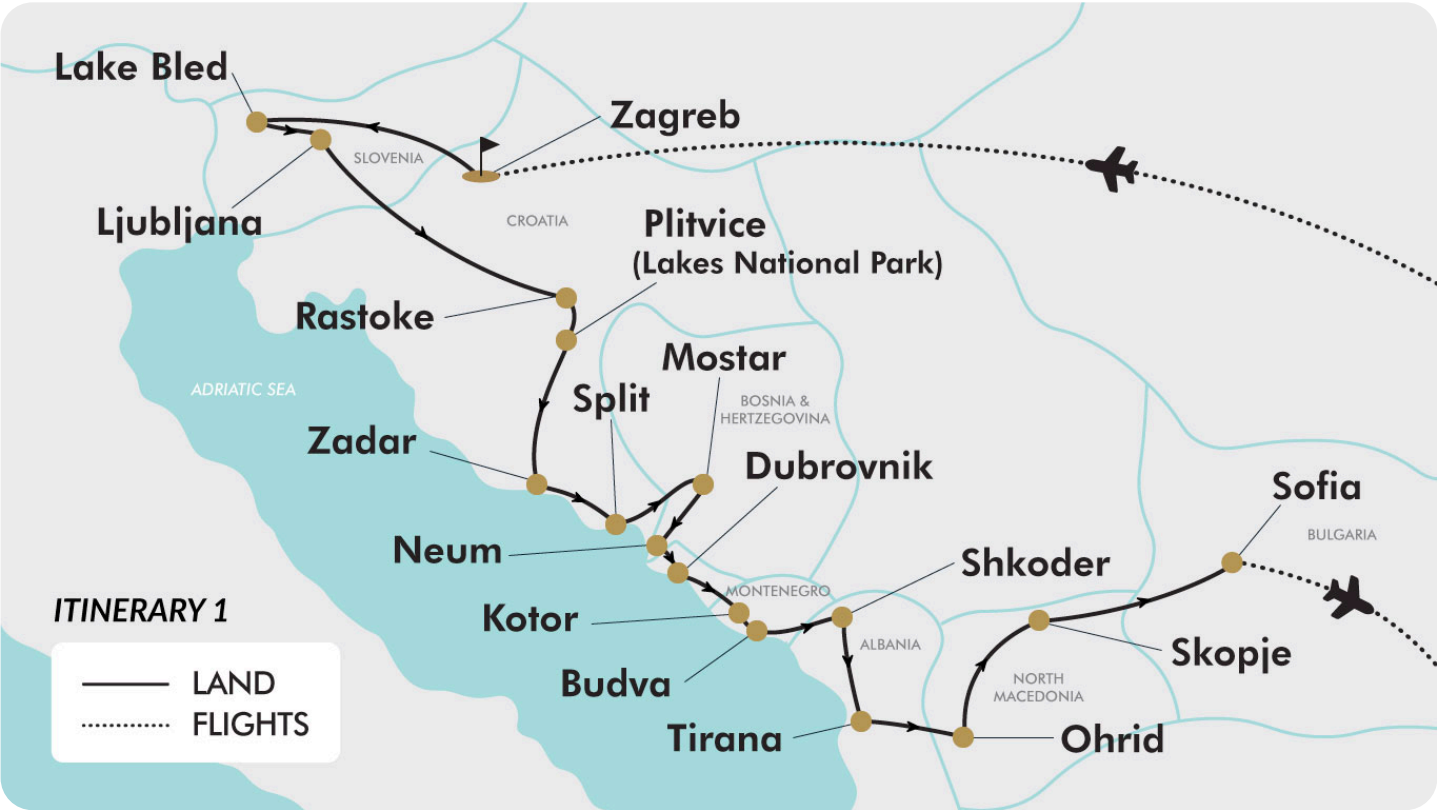 Lake Bled
Zagreb
SLOVENIA
Ljubljana
CROATIA
Plitvice
(Lakes National Park)
Rastoke
Mostar
ADRIATIC SEA
Split
BOSNIA &
HERTZEGOVINA
Zadar
Dubrovnik
Sofia
BULGARIA
Neum
Shkoder
MONTENEGRO
ITINERARY 1
Kotor
ALBANIA
Skopje
Budva
LAND
NORTH
MACEDONIA
FLIGHTS
Tirana
Ohrid